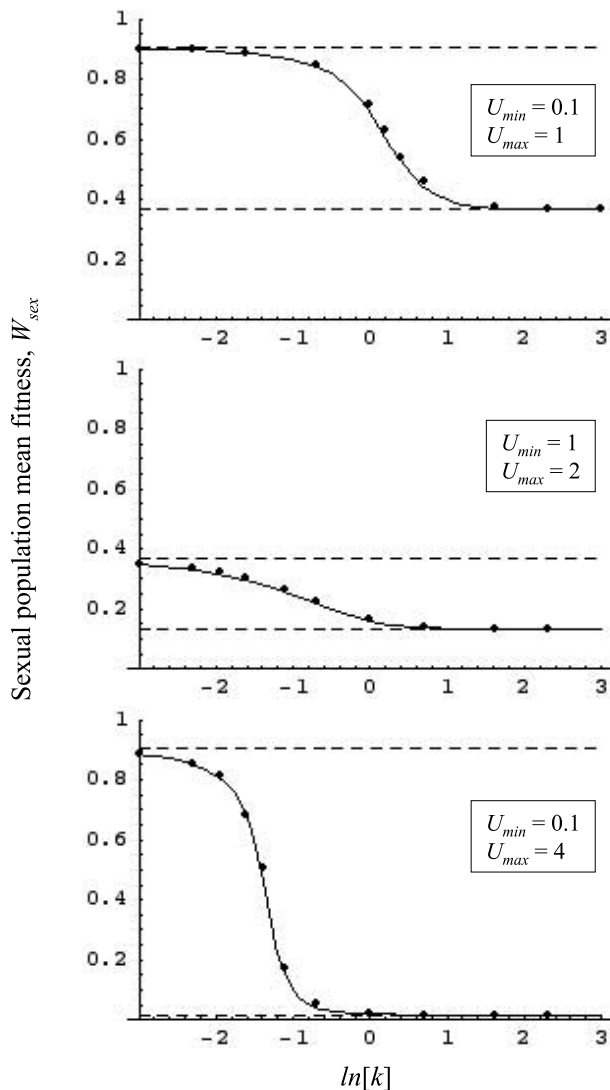 Sexual population mean fitness, W_sex
1
0.8
0.6
0.4
0.2
-2 -1 0 1 2 3
U_min = 0.1
U_max = 1
1
0.8
0.6
0.4
0.2
-2 -1 0 1 2 3
U_min = 1
U_max = 2
1
0.8
0.6
0.4
0.2
-2 -1 0 1 2 3
U_min = 0.1
U_max = 4
ln[k]